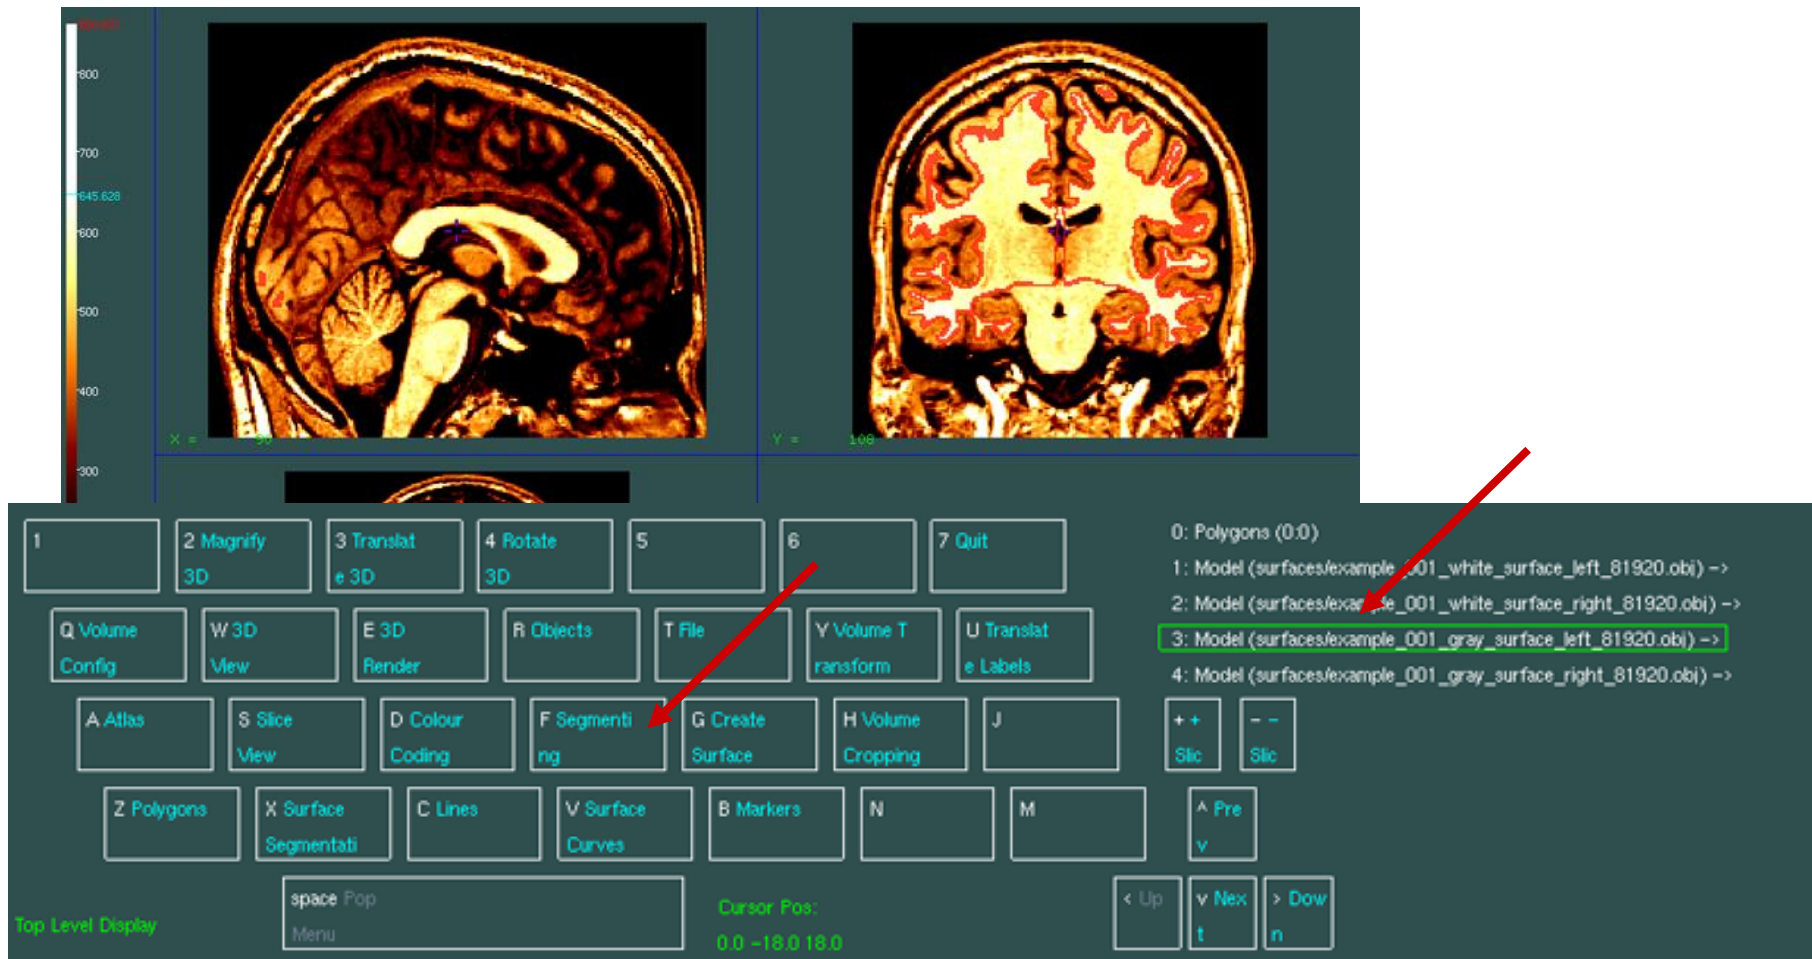 800
700
645.628
600
500
400
300
X = 90
Y = 108
1
2 Magnify
3D
3 Translat
e 3D
4 Rotate
3D
5
6
7 Quit
Q Volume
Config
W 3D
View
E 3D
Render
R Objects
T File
Y Volume T
ransform
U Translat
e Labels
A Atlas
S Slice
View
D Colour
Coding
F Segmenti
ng
G Create
Surface
H Volume
Cropping
J
+ +
Slic
- -
Slic
Z Polygons
X Surface
Segmentati
C Lines
V Surface
Curves
B Markers
N
M
^ Pre
v
space Pop
Menu
< Up
v Nex
t
> Dow
n
Top Level Display
Cursor Pos:
0.0 -18.0 18.0
0: Polygons (0:0)
1: Model (surfaces/example_001_white_surface_left_81920.obj) ->
2: Model (surfaces/example_001_white_surface_right_81920.obj) ->
3: Model (surfaces/example_001_gray_surface_left_81920.obj) ->
4: Model (surfaces/example_001_gray_surface_right_81920.obj) ->